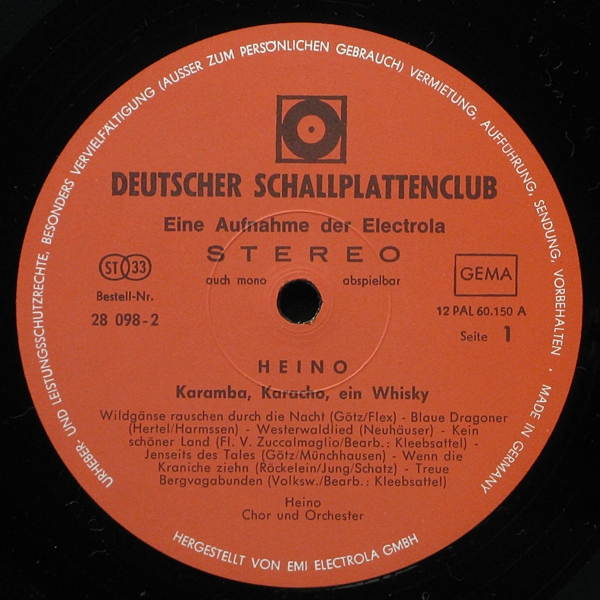 URHEBER- UND LEISTUNGSSCHUTZRECHTE, BESONDERS VERVIELFÄLTIGUNG (AUSSER ZUM PERSÖNLICHEN GEBRAUCH) VERMIETUNG, AUFFÜHRUNG, SENDUNG, VORBEHALTEN · MADE IN GERMANY
DEUTSCHER SCHALLPLATTENCLUB
Eine Aufnahme der Electrola
STEREO
auch mono abspielbar
ST 33
Bestell-Nr.
28 098-2
GEMA
12 PAL 60.150 A
Seite 1
HEINO
Karamba, Karacho, ein Whisky
Wildgänse rauschen durch die Nacht (Götz/Flex) - Blaue Dragoner
(Hertel/Harmssen) - Westerwaldlied (Neuhäuser) - Kein
schöner Land (Fl. V. Zuccalmaglio/Bearb.: Kleebsattel) -
Jenseits des Tales (Götz/Münchhausen) - Wenn die
Kraniche ziehn (Röckelein/Jung/Schatz) - Treue
Bergvagabunden (Volksw./Bearb.: Kleebsattel)
Heino
Chor und Orchester
HERGESTELLT VON EMI ELECTROLA GMBH